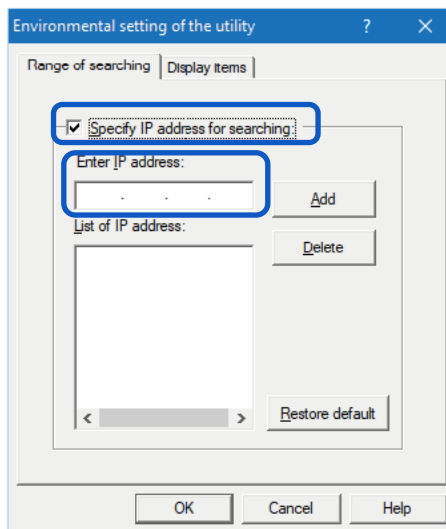 Environmental setting of the utility ? X
Range of searching Display items
Specify IP address for searching:
Enter IP address:
. . .
Add
List of IP address:
Delete
Restore default
OK Cancel Help